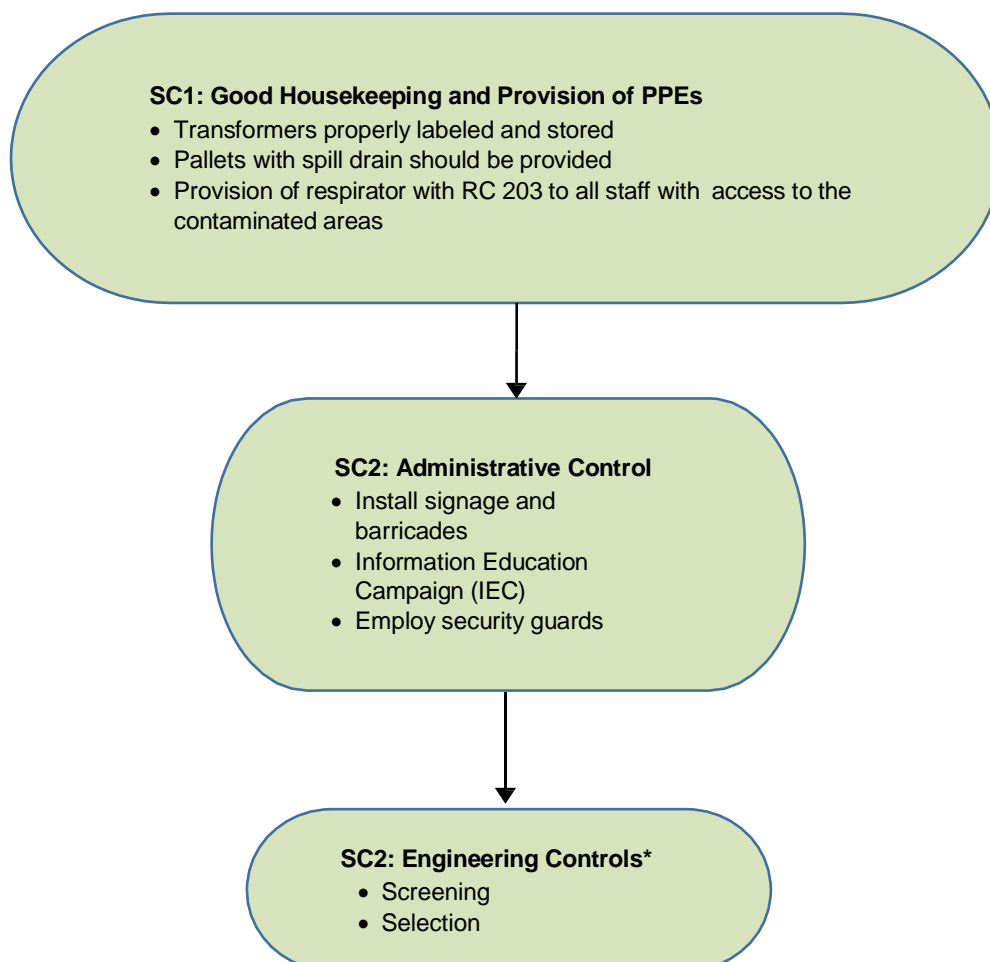 SC1: Good Housekeeping and Provision of PPEs
• Transformers properly labeled and stored
• Pallets with spill drain should be provided
• Provision of respirator with RC 203 to all staff with access to the
contaminated areas
SC2: Administrative Control
• Install signage and
barricades
• Information Education
Campaign (IEC)
• Employ security guards
SC2: Engineering Controls*
• Screening
• Selection